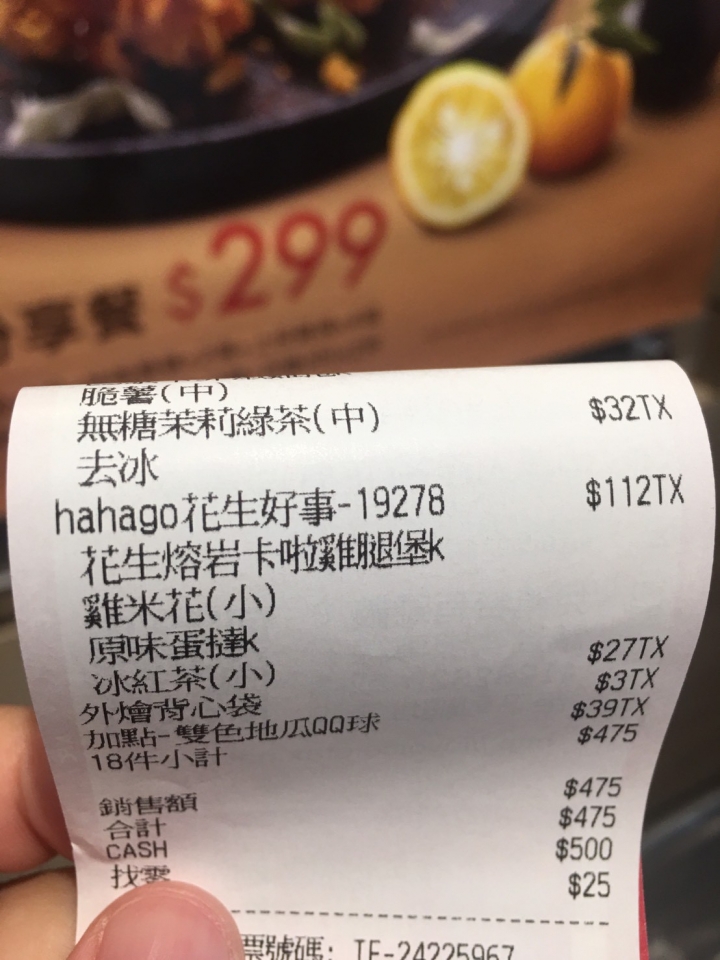 享餐 $299
脆薯(中)
無糖茉莉綠茶(中) $32TX
去冰
hahago花生好事-19278 $112TX
花生熔岩卡啦雞腿堡k
雞米花(小)
原味蛋撻k
冰紅茶(小) $27TX
外燴背心袋 $3TX
加點-雙色地瓜QQ球 $39TX
18件小計 $475
銷售額 $475
合計 $475
CASH $500
找零 $25
票號碼: TF-24225967